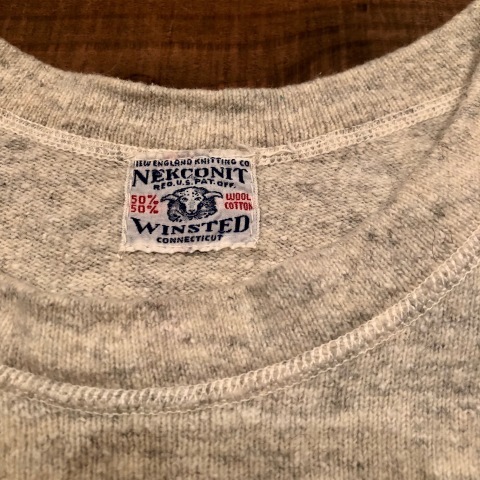 NEW ENGLAND KNITTING CO.
NEKCONIT
REG. U.S. PAT. OFF.
50% WOOL
50% COTTON
WINSTED
CONNECTICUT